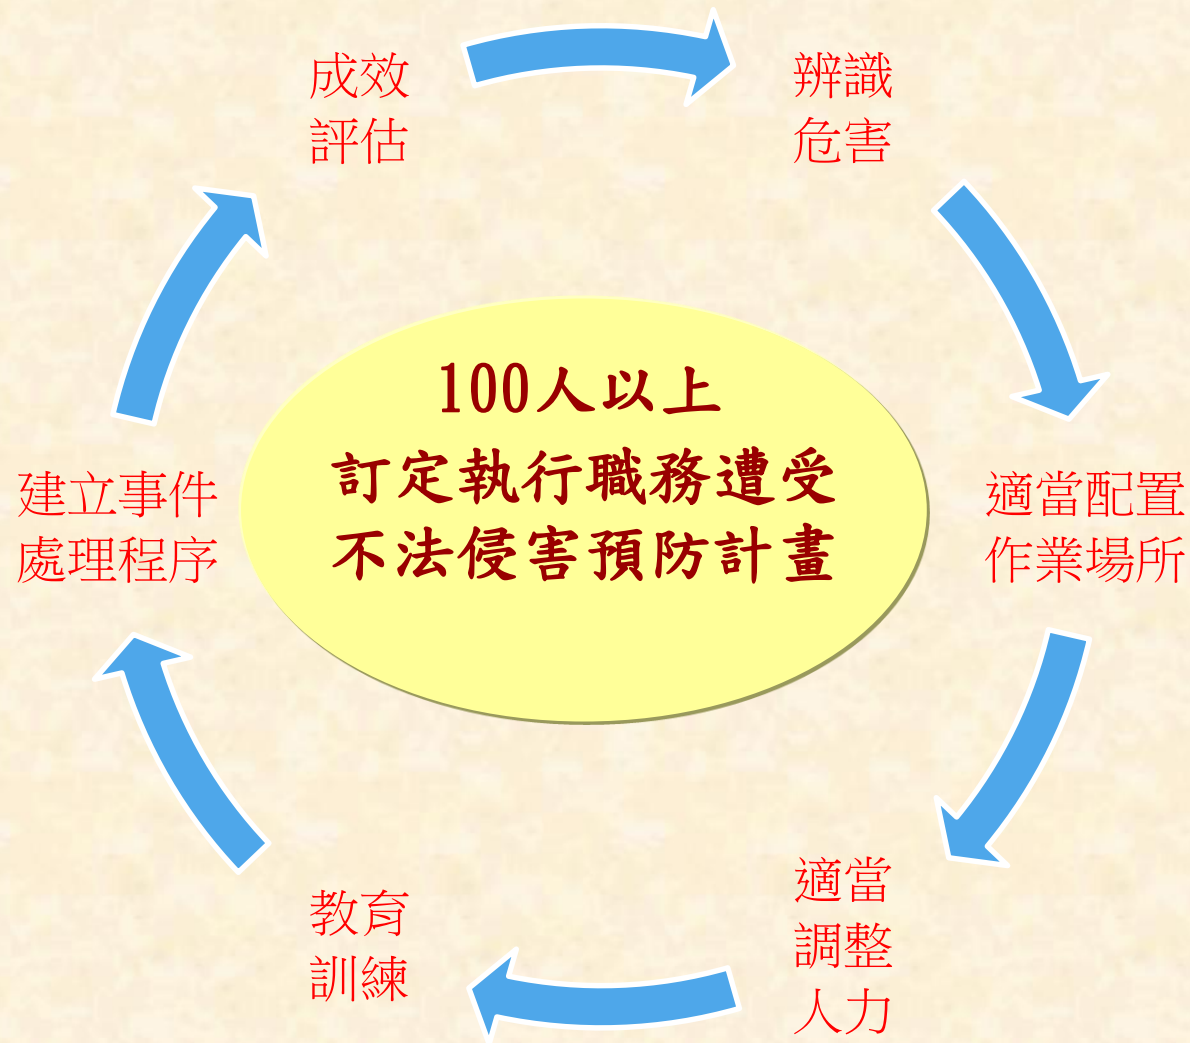 成效
評估
辨識
危害
100人以上
訂定執行職務遭受
不法侵害預防計畫
建立事件
處理程序
適當配置
作業場所
教育
訓練
適當
調整
人力